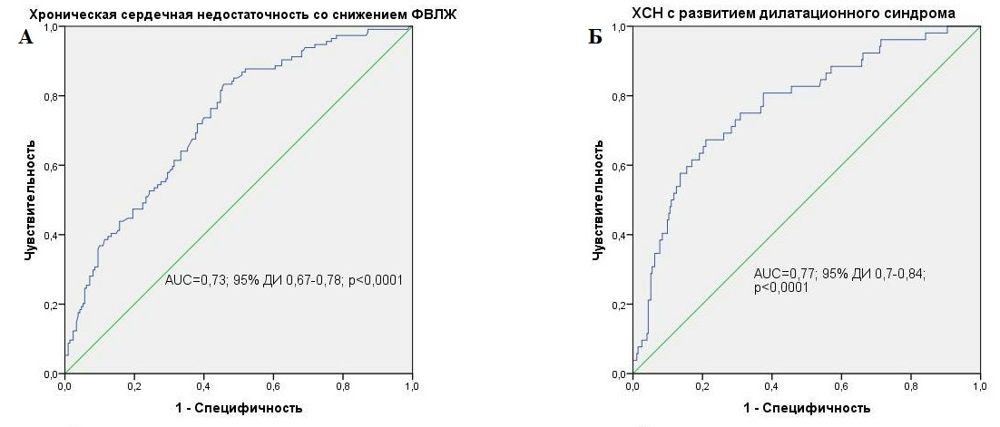 Хроническая сердечная недостаточность со снижением ФВЛЖ
А
1,0
0,8
0,6
0,4
0,2
0,0
Чувствительность
AUC=0,73; 95% ДИ 0,67-0,78; p<0,0001
0,0 0,2 0,4 0,6 0,8 1,0
1 - Специфичность
ХСН с развитием дилатационного синдрома
Б
1,0
0,8
0,6
0,4
0,2
0,0
Чувствительность
AUC=0,77; 95% ДИ 0,7-0,84;
p<0,0001
0,0 0,2 0,4 0,6 0,8 1,0
1 - Специфичность